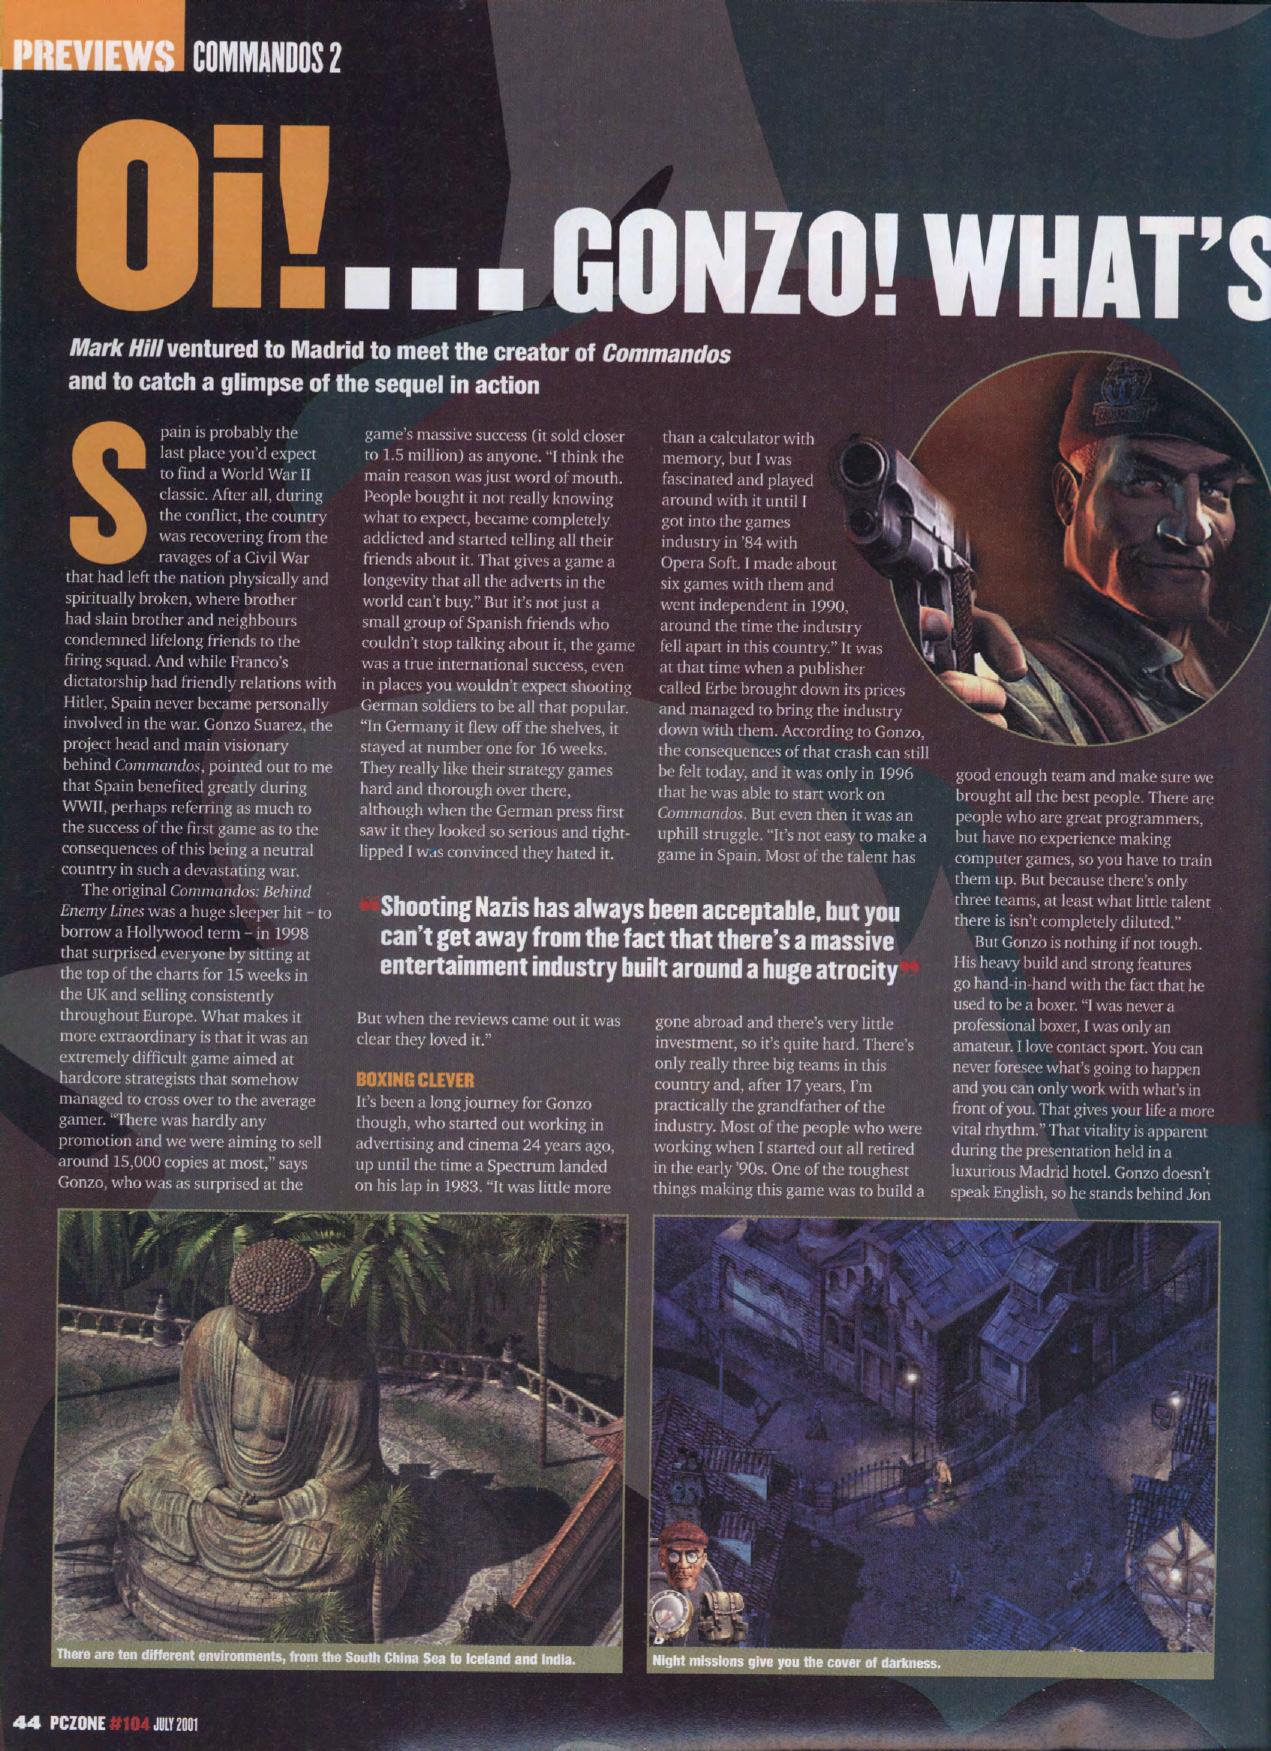 PREVIEWS COMMANDOS 2
Oi!... GONZO! WHAT'S
Mark Hill ventured to Madrid to meet the creator of Commandos
and to catch a glimpse of the sequel in action
Spain is probably the
last place you'd expect
to find a World War II
classic. After all, during
the conflict, the country
was recovering from the
ravages of a Civil War
that had left the nation physically and
spiritually broken, where brother
had slain brother and neighbours
condemned lifelong friends to the
firing squad. And while Franco's
dictatorship had friendly relations with
Hitler, Spain never became personally
involved in the war. Gonzo Suarez, the
project head and main visionary
behind Commandos, pointed out to me
that Spain benefited greatly during
WWII, perhaps referring as much to
the success of the first game as to the
consequences of this being a neutral
country in such a devastating war.
The original Commandos: Behind
Enemy Lines was a huge sleeper hit – to
borrow a Hollywood term – in 1998
that surprised everyone by sitting at
the top of the charts for 15 weeks in
the UK and selling consistently
throughout Europe. What makes it
more extraordinary is that it was an
extremely difficult game aimed at
hardcore strategists that somehow
managed to cross over to the average
gamer. "There was hardly any
promotion and we were aiming to sell
around 15,000 copies at most," says
Gonzo, who was as surprised at the
game's massive success (it sold closer
to 1.5 million) as anyone. "I think the
main reason was just word of mouth.
People bought it not really knowing
what to expect, became completely
addicted and started telling all their
friends about it. That gives a game a
longevity that all the adverts in the
world can't buy." But it's not just a
small group of Spanish friends who
couldn't stop talking about it, the game
was a true international success, even
in places you wouldn't expect shooting
German soldiers to be all that popular.
"In Germany it flew off the shelves, it
stayed at number one for 16 weeks.
They really like their strategy games
hard and thorough over there,
although when the German press first
saw it they looked so serious and tight-
lipped I was convinced they hated it.
"Shooting Nazis has always been acceptable, but you
can't get away from the fact that there's a massive
entertainment industry built around a huge atrocity"
But when the reviews came out it was
clear they loved it."
BOXING CLEVER
It's been a long journey for Gonzo
though, who started out working in
advertising and cinema 24 years ago,
up until the time a Spectrum landed
on his lap in 1983. "It was little more
than a calculator with
memory, but I was
fascinated and played
around with it until I
got into the games
industry in '84 with
Opera Soft. I made about
six games with them and
went independent in 1990,
around the time the industry
fell apart in this country." It was
at that time when a publisher
called Erbe brought down its prices
and managed to bring the industry
down with them. According to Gonzo,
the consequences of that crash can still
be felt today, and it was only in 1996
that he was able to start work on
Commandos. But even then it was an
uphill struggle. "It's not easy to make a
game in Spain. Most of the talent has
gone abroad and there's very little
investment, so it's quite hard. There's
only really three big teams in this
country and, after 17 years, I'm
practically the grandfather of the
industry. Most of the people who were
working when I started out all retired
in the early '90s. One of the toughest
things making this game was to build a
good enough team and make sure we
brought all the best people. There are
people who are great programmers,
but have no experience making
computer games, so you have to train
them up. But because there's only
three teams, at least what little talent
there is isn't completely diluted."
But Gonzo is nothing if not tough.
His heavy build and strong features
go hand-in-hand with the fact that he
used to be a boxer. "I was never a
professional boxer, I was only an
amateur. I love contact sport. You can
never foresee what's going to happen
and you can only work with what's in
front of you. That gives your life a more
vital rhythm." That vitality is apparent
during the presentation held in a
luxurious Madrid hotel. Gonzo doesn't
speak English, so he stands behind Jon
There are ten different environments, from the South China Sea to Iceland and India.
Night missions give you the cover of darkness.
44 PCZONE #104 JULY 2001